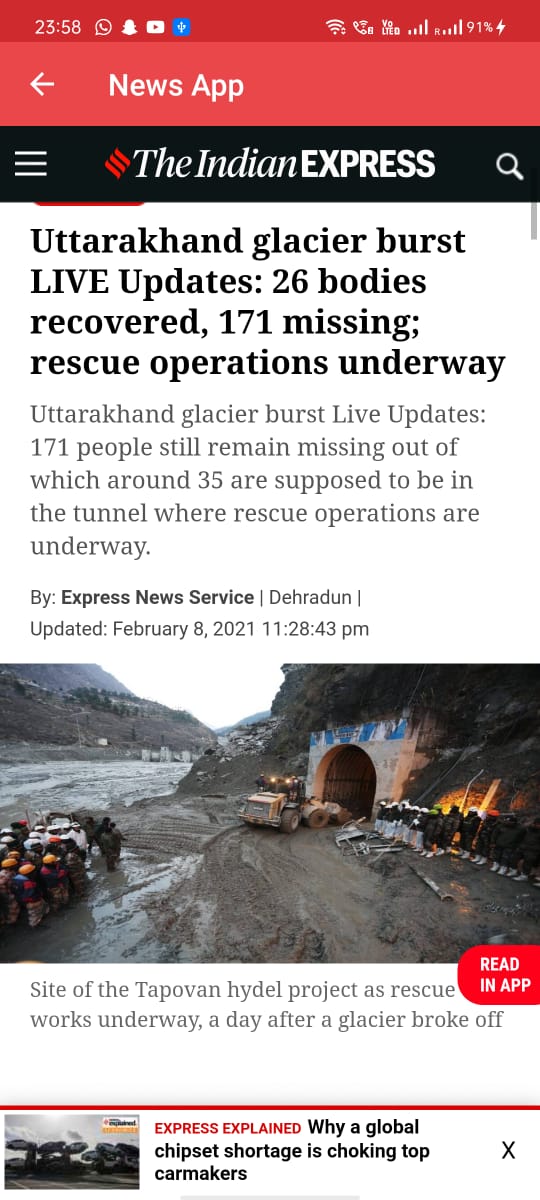 23:58
91%
News App
The Indian EXPRESS
Uttarakhand glacier burst
LIVE Updates: 26 bodies
recovered, 171 missing;
rescue operations underway
Uttarakhand glacier burst Live Updates:
171 people still remain missing out of
which around 35 are supposed to be in
the tunnel where rescue operations are
underway.
By: Express News Service | Dehradun |
Updated: February 8, 2021 11:28:43 pm
READ
IN APP
Site of the Tapovan hydel project as rescue
works underway, a day after a glacier broke off
EXPRESS EXPLAINED Why a global
chipset shortage is choking top
carmakers
X